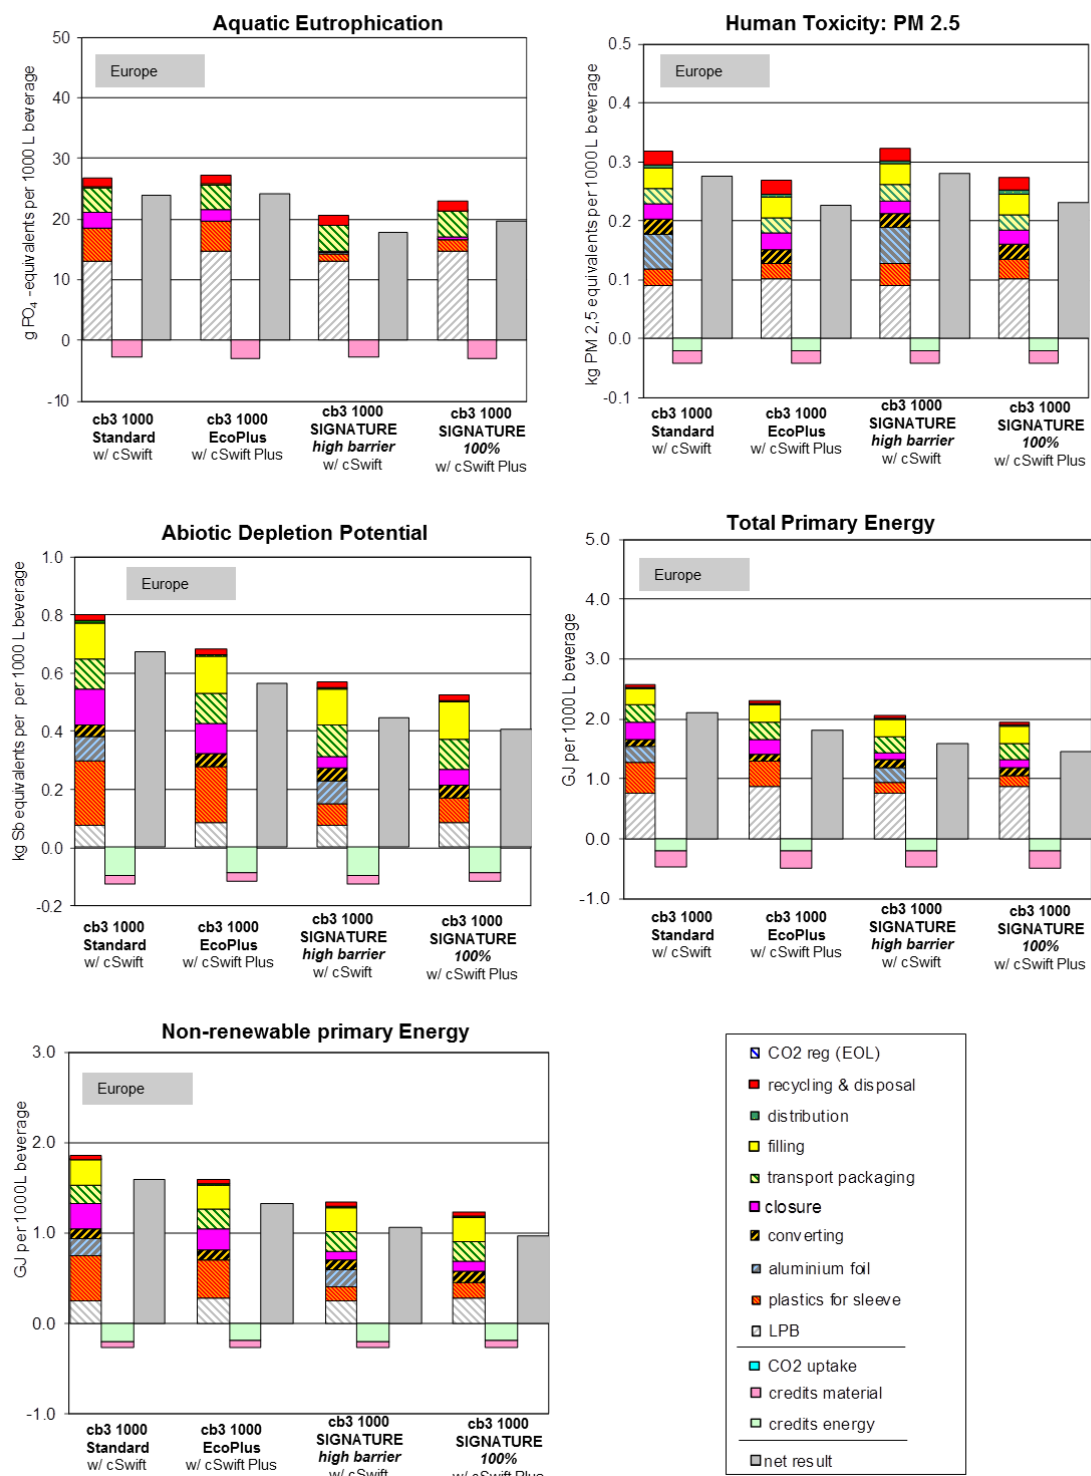 Aquatic Eutrophication
g PO4 -equivalents per 1000 L beverage
50
40
30
20
10
0
-10
Europe
cb3 1000
Standard
w/ cSwift
cb3 1000
EcoPlus
w/ cSwift Plus
cb3 1000
SIGNATURE
high barrier
w/ cSwift
cb3 1000
SIGNATURE
100%
w/ cSwift Plus
Human Toxicity: PM 2.5
kg PM 2,5 equivalents per 1000L beverage
0.5
0.4
0.3
0.2
0.1
0.0
-0.1
Europe
cb3 1000
Standard
w/ cSwift
cb3 1000
EcoPlus
w/ cSwift Plus
cb3 1000
SIGNATURE
high barrier
w/ cSwift
cb3 1000
SIGNATURE
100%
w/ cSwift Plus
Abiotic Depletion Potential
kg Sb equivalents per per 1000 L beverage
1.0
0.8
0.6
0.4
0.2
0.0
-0.2
Europe
cb3 1000
Standard
w/ cSwift
cb3 1000
EcoPlus
w/ cSwift Plus
cb3 1000
SIGNATURE
high barrier
w/ cSwift
cb3 1000
SIGNATURE
100%
w/ cSwift Plus
Total Primary Energy
GJ per 1000L beverage
5.0
4.0
3.0
2.0
1.0
0.0
-1.0
Europe
cb3 1000
Standard
w/ cSwift
cb3 1000
EcoPlus
w/ cSwift Plus
cb3 1000
SIGNATURE
high barrier
w/ cSwift
cb3 1000
SIGNATURE
100%
w/ cSwift Plus
Non-renewable primary Energy
GJ per 1000L beverage
3.0
2.0
1.0
0.0
-1.0
Europe
cb3 1000
Standard
w/ cSwift
cb3 1000
EcoPlus
w/ cSwift Plus
cb3 1000
SIGNATURE
high barrier
w/ cSwift
cb3 1000
SIGNATURE
100%
w/ cSwift Plus
CO2 reg (EOL)
recycling & disposal
distribution
filling
transport packaging
closure
converting
aluminium foil
plastics for sleeve
LPB
CO2 uptake
credits material
credits energy
net result